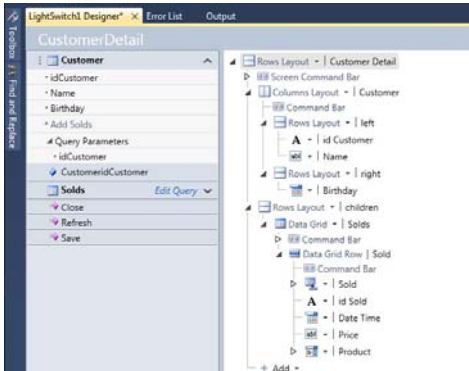 LightSwitch1 Designer* × Error List Output
Toolbox
Find and Replace
CustomerDetail
Customer
idCustomer
Name
Birthday
Add Solds
Query Parameters
idCustomer
CustomeridCustomer
Solds Edit Query
Close
Refresh
Save
Rows Layout | Customer Detail
Screen Command Bar
Columns Layout | Customer
Command Bar
Rows Layout | left
A | id Customer
abl | Name
Rows Layout | right
| Birthday
Rows Layout | children
Data Grid | Solds
Command Bar
Data Grid Row | Sold
Command Bar
| Sold
A | id Sold
| Date Time
abl | Price
| Product
+ Add